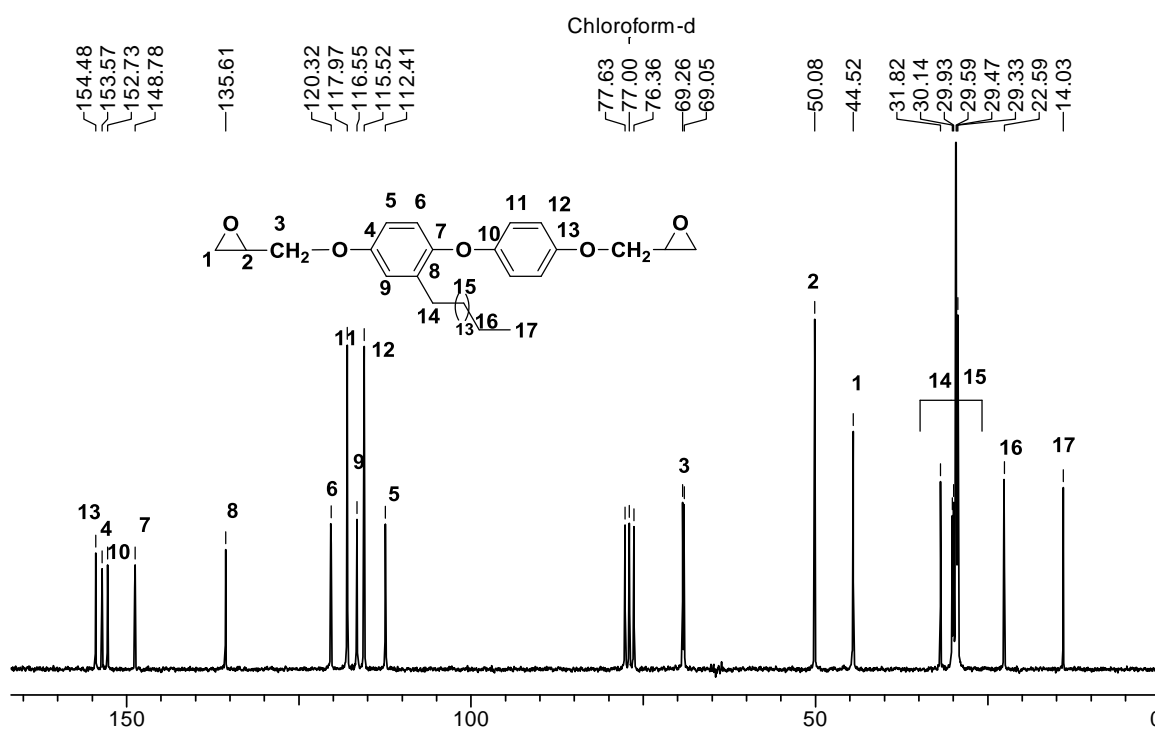 Chloroform-d
154.48 153.57 152.73 148.78 135.61 120.32 117.97 116.55 115.52 112.41 77.63 77.00 76.36 69.26 69.05 50.08 44.52 31.82 30.14 29.93 29.59 29.47 29.33 22.59 14.03
5 6 11 12
O 3 4 7 10 13 O
1 2 CH2 O O O CH2
9 8 15
14 13 16 17
2
11 12
1 14 15
13 4 10 7 8 6 9 5 3 16 17
150 100 50 0